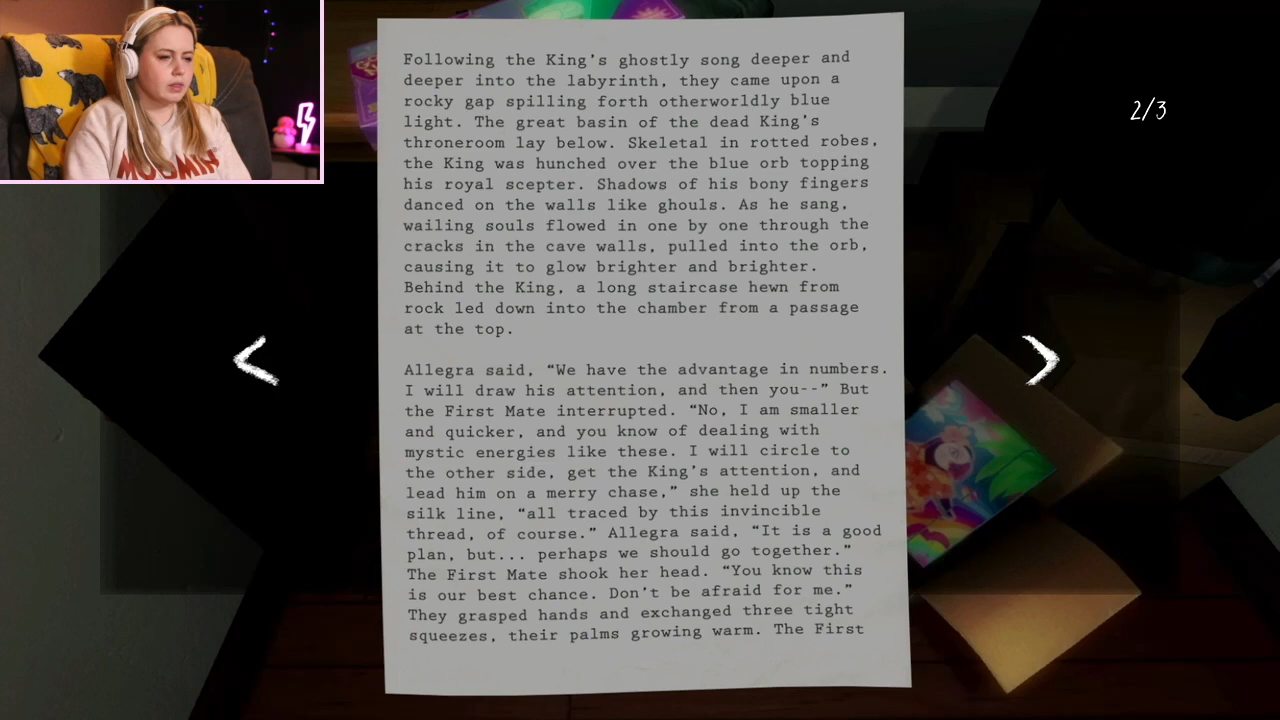 MOOMIN
2/3
Following the King's ghostly song deeper and
deeper into the labyrinth, they came upon a
rocky gap spilling forth otherworldly blue
light. The great basin of the dead King's
throneroom lay below. Skeletal in rotted robes,
the King was hunched over the blue orb topping
his royal scepter. Shadows of his bony fingers
danced on the walls like ghouls. As he sang,
wailing souls flowed in one by one through the
cracks in the cave walls, pulled into the orb,
causing it to glow brighter and brighter.
Behind the King, a long staircase hewn from
rock led down into the chamber from a passage
at the top.
Allegra said, “We have the advantage in numbers.
I will draw his attention, and then you--” But
the First Mate interrupted. “No, I am smaller
and quicker, and you know of dealing with
mystic energies like these. I will circle to
the other side, get the King's attention, and
lead him on a merry chase,” she held up the
silk line, “all traced by this invincible
thread, of course.” Allegra said, “It is a good
plan, but... perhaps we should go together.”
The First Mate shook her head. “You know this
is our best chance. Don't be afraid for me.”
They grasped hands and exchanged three tight
squeezes, their palms growing warm. The First